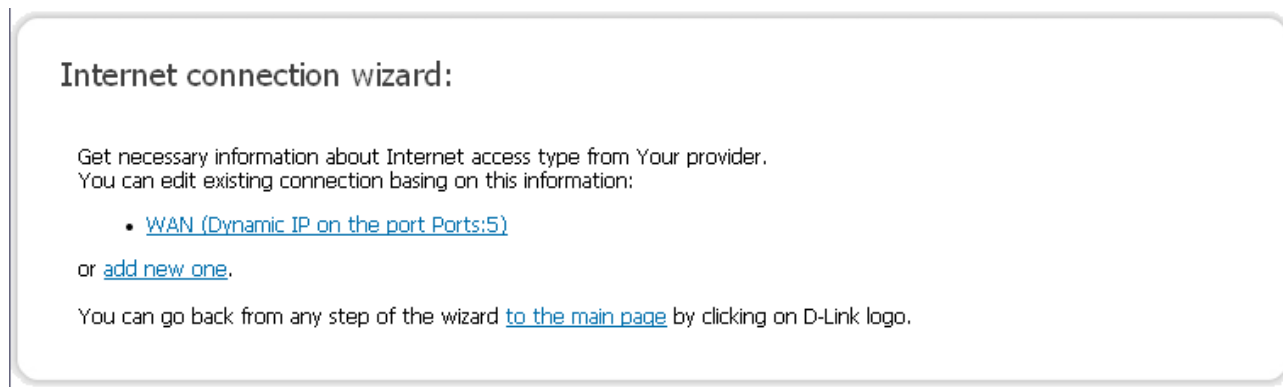 Internet connection wizard:
Get necessary information about Internet access type from Your provider.
You can edit existing connection basing on this information:
• WAN (Dynamic IP on the port Ports:5)
or add new one.
You can go back from any step of the wizard to the main page by clicking on D-Link logo.